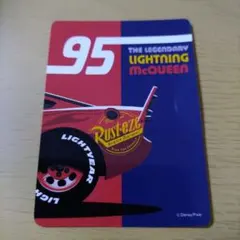 95
THE LEGENDARY
LIGHTNING
McQUEEN
Rust-eze
LIGHTYEAR
© Disney/Pixar